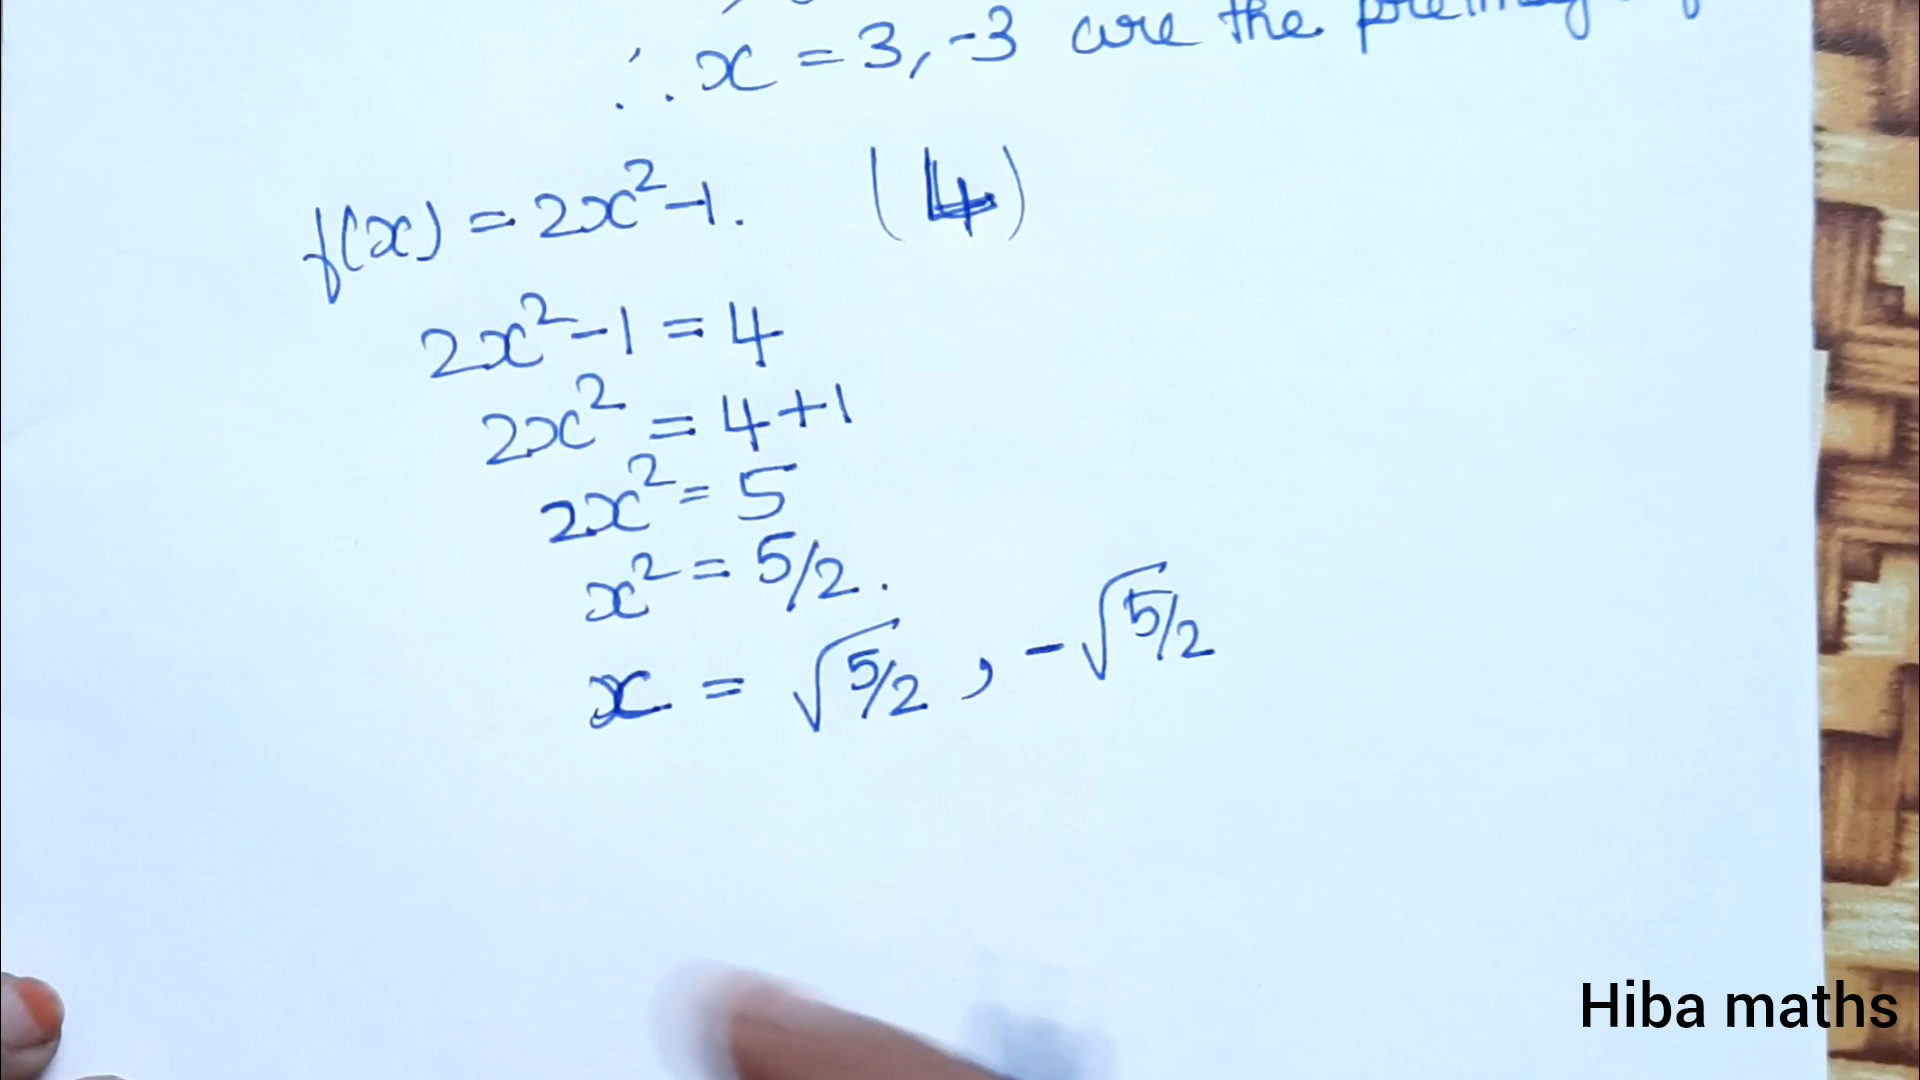 ∴ x = 3, -3 are the
f(x) = 2x²-1. (4)
2x²-1 = 4
2x² = 4+1
2x² = 5
x² = 5/2.
x = √5/2 , -√5/2
Hiba maths